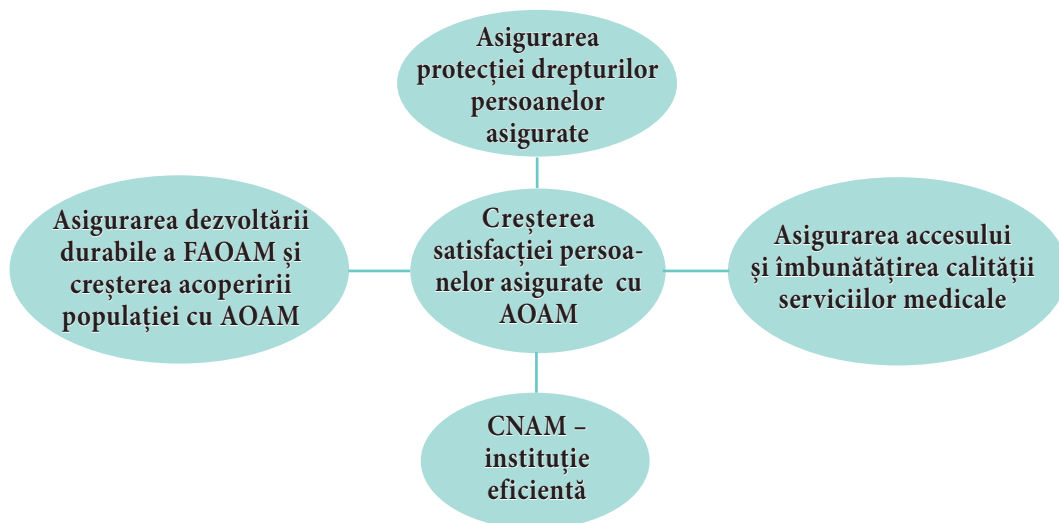 Asigurarea
protecției drepturilor
persoanelor
asigurate
Asigurarea dezvoltării
durabile a FAOAM și
creșterea acoperirii
populației cu AOAM
Creșterea
satisfacției persoa-
nelor asigurate cu
AOAM
Asigurarea accesului
și îmbunătățirea calității
serviciilor medicale
CNAM –
instituție
eficientă